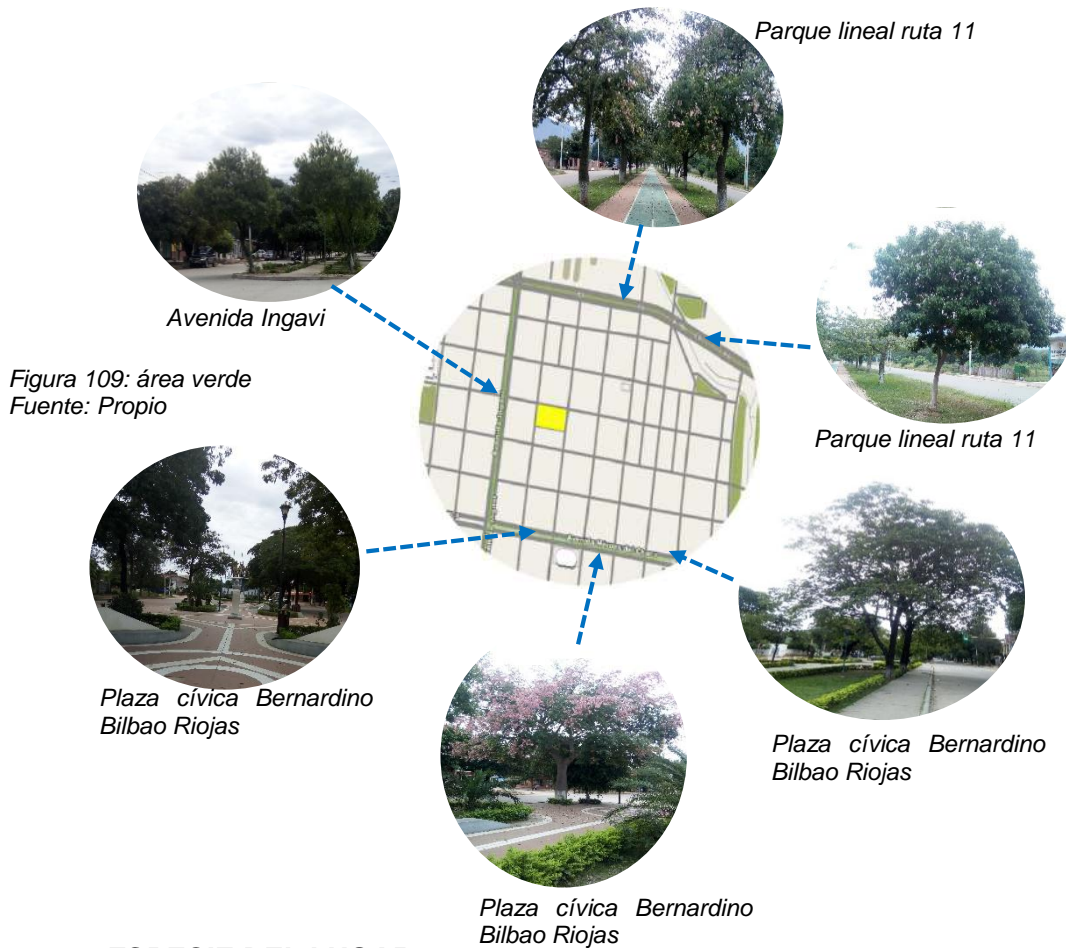 Parque lineal ruta 11
Avenida Ingavi
Parque lineal ruta 11
Figura 109: área verde
Fuente: Propio
Plaza cívica Bernardino
Bilbao Riojas
Plaza cívica Bernardino
Bilbao Riojas
Plaza cívica Bernardino
Bilbao Riojas